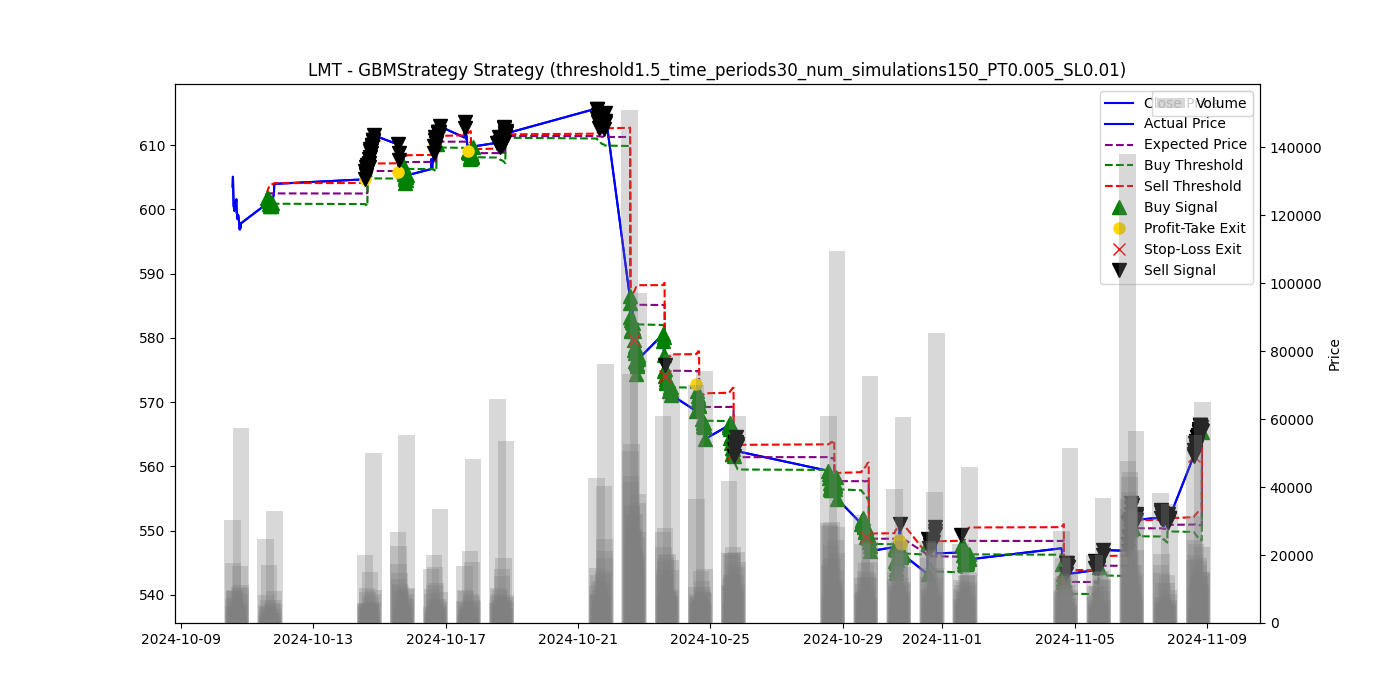 LMT - GBMStrategy Strategy (threshold1.5_time_periods30_num_simulations150_PT0.005_SL0.01)
Close Price
Volume
Actual Price
Expected Price
Buy Threshold
Sell Threshold
Buy Signal
Profit-Take Exit
Stop-Loss Exit
Sell Signal
610
600
590
580
570
560
550
540
140000
120000
100000
80000
60000
40000
20000
0
Price
2024-10-09
2024-10-13
2024-10-17
2024-10-21
2024-10-25
2024-10-29
2024-11-01
2024-11-05
2024-11-09